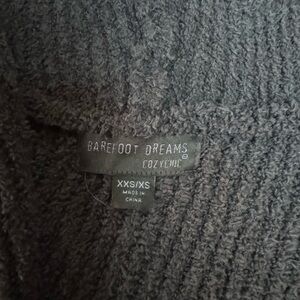 BAREFOOT DREAMS
©
COZYCHIC
XXS/XS
MADE IN
CHINA